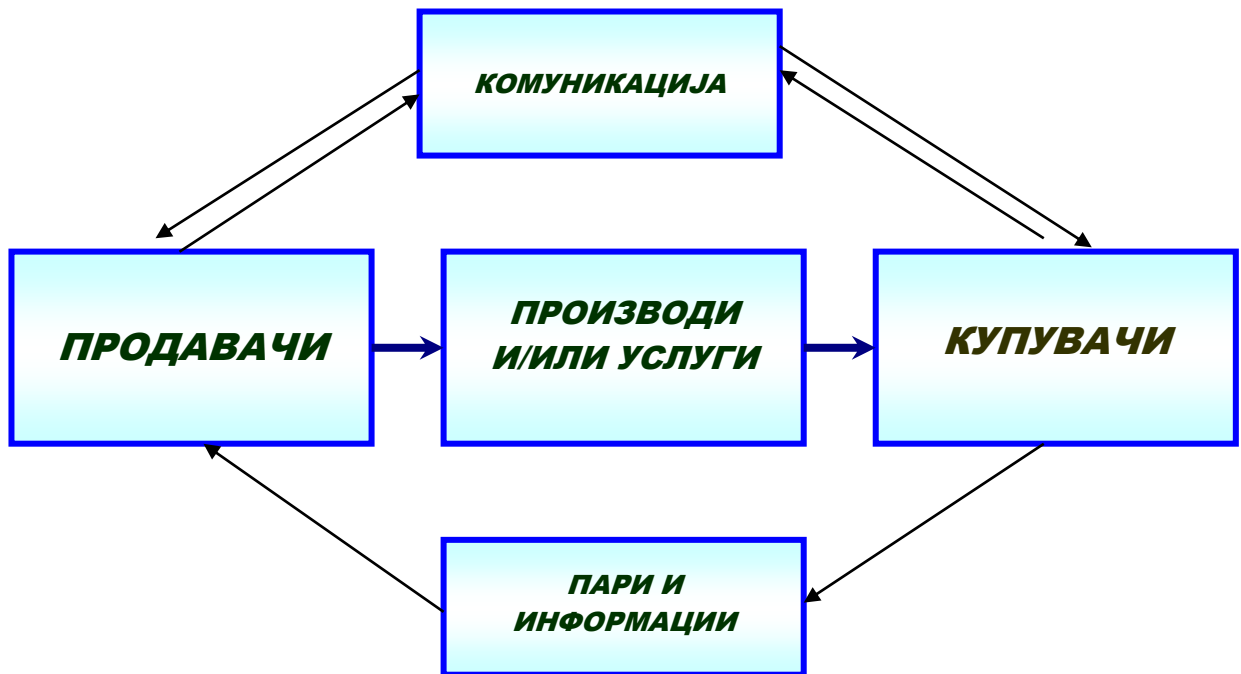 КОМУНИКАЦИЈА
ПРОДАВАЧИ
ПРОИЗВОДИ
И/ИЛИ УСЛУГИ
КУПУВАЧИ
ПАРИ И
ИНФОРМАЦИИ